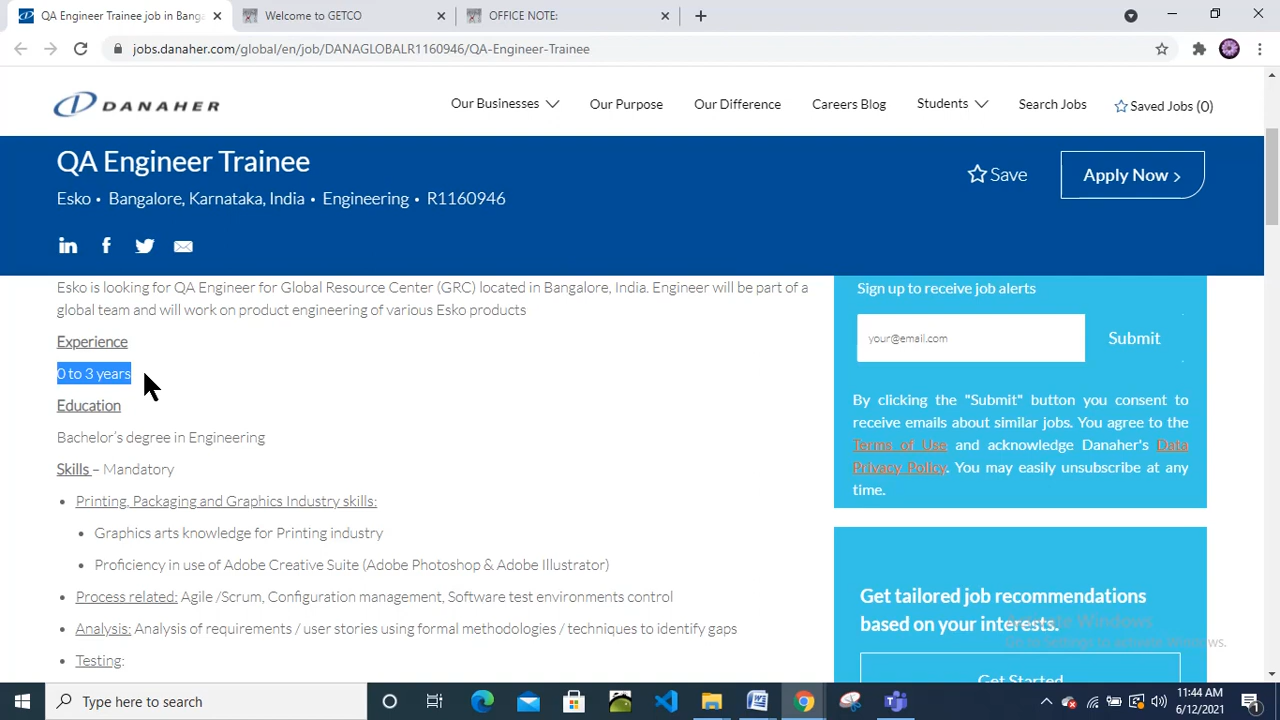 QA Engineer Trainee job in Bang
Welcome to GETCO
OFFICE NOTE:
jobs.danaher.com/global/en/job/DANAGLOBALR1160946/QA-Engineer-Trainee
DANAHER
Our Businesses
Our Purpose
Our Difference
Careers Blog
Students
Search Jobs
Saved Jobs (0)
QA Engineer Trainee
Esko • Bangalore, Karnataka, India • Engineering • R1160946
Save
Apply Now >
Esko is looking for QA Engineer for Global Resource Center (GRC) located in Bangalore, India. Engineer will be part of a
global team and will work on product engineering of various Esko products
Experience
0 to 3 years
Education
Bachelor's degree in Engineering
Skills – Mandatory
• Printing, Packaging and Graphics Industry skills:
• Graphics arts knowledge for Printing industry
• Proficiency in use of Adobe Creative Suite (Adobe Photoshop & Adobe Illustrator)
• Process related: Agile /Scrum, Configuration management, Software test environments control
• Analysis: Analysis of requirements / user stories using formal methodologies / techniques to identify gaps
• Testing:
Sign up to receive job alerts
your@email.com
Submit
By clicking the "Submit" button you consent to
receive emails about similar jobs. You agree to the
Terms of Use and acknowledge Danaher's Data
Privacy Policy. You may easily unsubscribe at any
time.
Get tailored job recommendations
based on your interests.
Get Started
Activate Windows
Go to Settings to activate Windows.
Type here to search
11:44 AM
6/12/2021